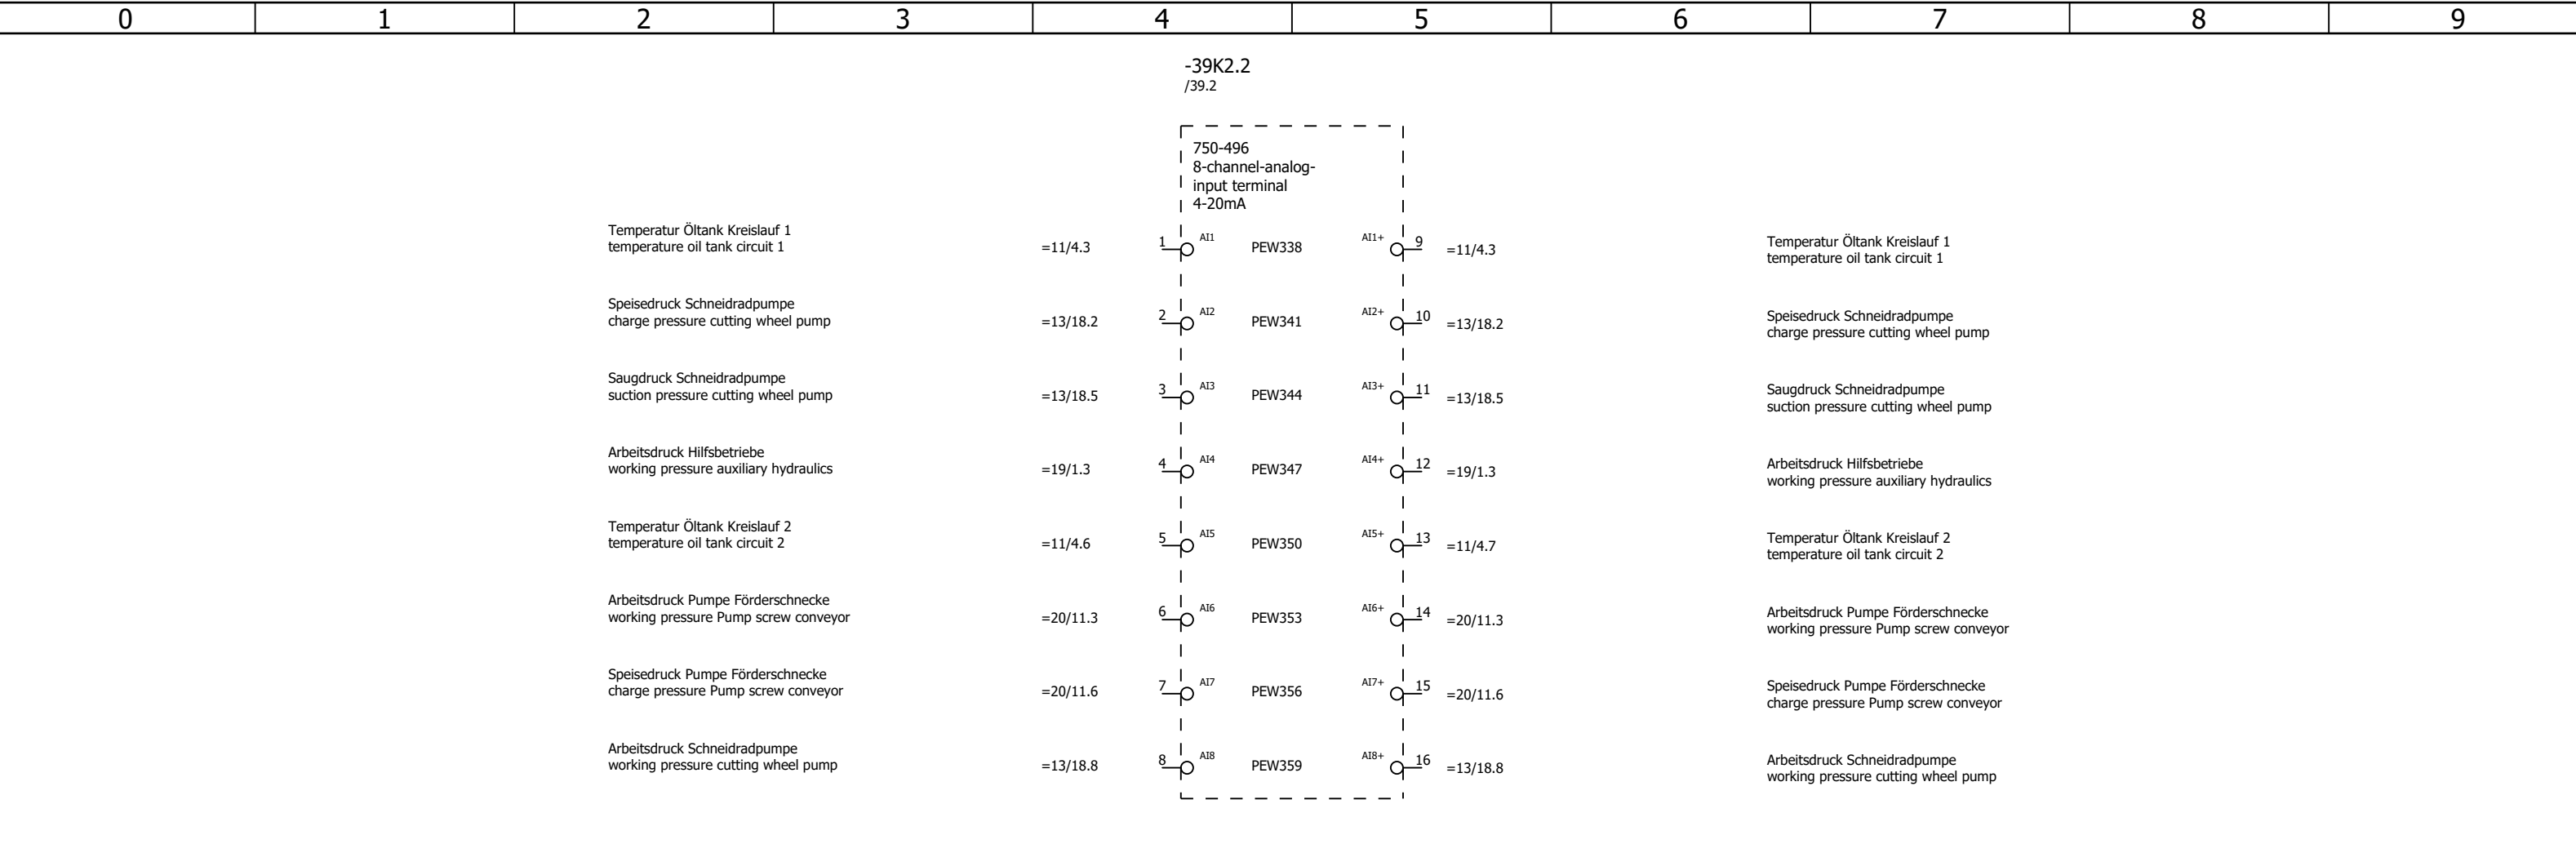 0 1 2 3 4 5 6 7 8 9
-39K2.2
/39.2
750-496
8-channel-analog-
input terminal
4-20mA
Temperatur Öltank Kreislauf 1
temperature oil tank circuit 1
=11/4.3
1 AI1 PEW338 AI1+ 9
=11/4.3
Temperatur Öltank Kreislauf 1
temperature oil tank circuit 1
Speisedruck Schneidradpumpe
charge pressure cutting wheel pump
=13/18.2
2 AI2 PEW341 AI2+ 10
=13/18.2
Speisedruck Schneidradpumpe
charge pressure cutting wheel pump
Saugdruck Schneidradpumpe
suction pressure cutting wheel pump
=13/18.5
3 AI3 PEW344 AI3+ 11
=13/18.5
Saugdruck Schneidradpumpe
suction pressure cutting wheel pump
Arbeitsdruck Hilfsbetriebe
working pressure auxiliary hydraulics
=19/1.3
4 AI4 PEW347 AI4+ 12
=19/1.3
Arbeitsdruck Hilfsbetriebe
working pressure auxiliary hydraulics
Temperatur Öltank Kreislauf 2
temperature oil tank circuit 2
=11/4.6
5 AI5 PEW350 AI5+ 13
=11/4.7
Temperatur Öltank Kreislauf 2
temperature oil tank circuit 2
Arbeitsdruck Pumpe Förderschnecke
working pressure Pump screw conveyor
=20/11.3
6 AI6 PEW353 AI6+ 14
=20/11.3
Arbeitsdruck Pumpe Förderschnecke
working pressure Pump screw conveyor
Speisedruck Pumpe Förderschnecke
charge pressure Pump screw conveyor
=20/11.6
7 AI7 PEW356 AI7+ 15
=20/11.6
Speisedruck Pumpe Förderschnecke
charge pressure Pump screw conveyor
Arbeitsdruck Schneidradpumpe
working pressure cutting wheel pump
=13/18.8
8 AI8 PEW359 AI8+ 16
=13/18.8
Arbeitsdruck Schneidradpumpe
working pressure cutting wheel pump